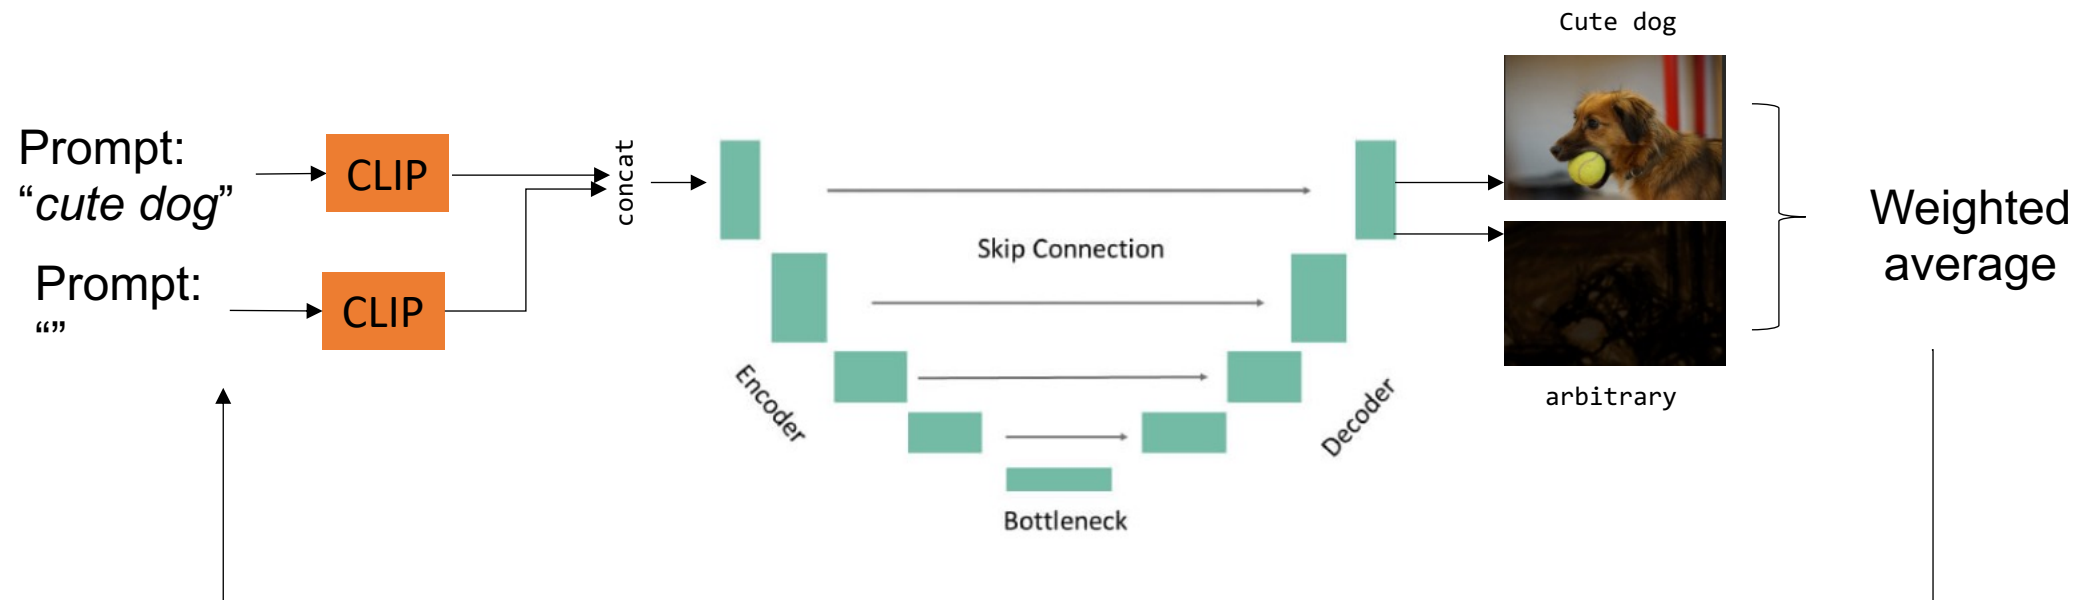 Cute dog
Prompt:
“cute dog”
CLIP
concat
Prompt:
“”
CLIP
Skip Connection
Encoder
Decoder
Bottleneck
arbitrary
Weighted
average